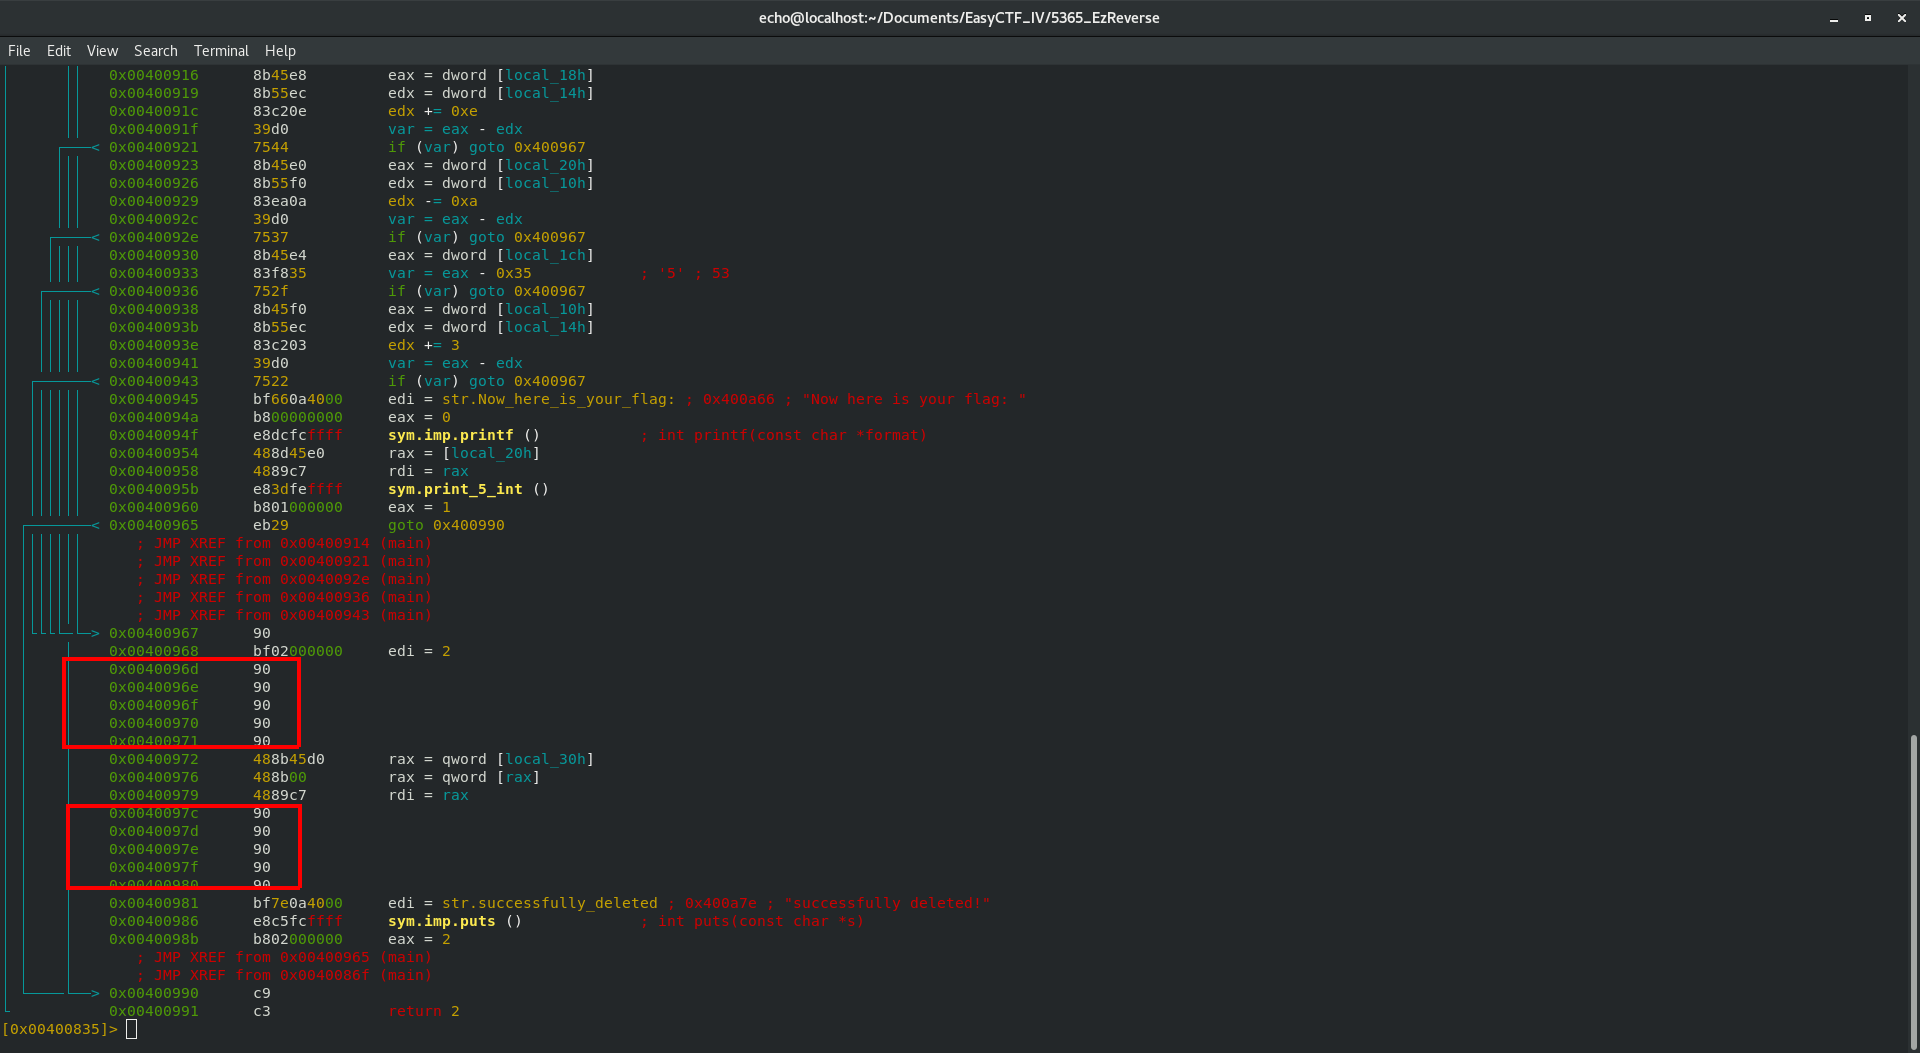 echo@localhost:~/Documents/EasyCTF_IV/5365_EzReverse
File Edit View Search Terminal Help
0x00400916 8b45e8 eax = dword [local_18h]
0x00400919 8b55ec edx = dword [local_14h]
0x0040091c 83c20e edx += 0xe
0x0040091f 39d0 var = eax - edx
< 0x00400921 7544 if (var) goto 0x400967
0x00400923 8b45e0 eax = dword [local_20h]
0x00400926 8b55f0 edx = dword [local_10h]
0x00400929 83ea0a edx -= 0xa
0x0040092c 39d0 var = eax - edx
< 0x0040092e 7537 if (var) goto 0x400967
0x00400930 8b45e4 eax = dword [local_1ch]
0x00400933 83f835 var = eax - 0x35 ; '5' ; 53
< 0x00400936 752f if (var) goto 0x400967
0x00400938 8b45f0 eax = dword [local_10h]
0x0040093b 8b55ec edx = dword [local_14h]
0x0040093e 83c203 edx += 3
0x00400941 39d0 var = eax - edx
< 0x00400943 7522 if (var) goto 0x400967
0x00400945 bf660a4000 edi = str.Now_here_is_your_flag: ; 0x400a66 ; "Now here is your flag: "
0x0040094a b800000000 eax = 0
0x0040094f e8dcfcffff sym.imp.printf () ; int printf(const char *format)
0x00400954 488d45e0 rax = [local_20h]
0x00400958 4889c7 rdi = rax
0x0040095b e83dfeffff sym.print_5_int ()
0x00400960 b801000000 eax = 1
< 0x00400965 eb29 goto 0x400990
; JMP XREF from 0x00400914 (main)
; JMP XREF from 0x00400921 (main)
; JMP XREF from 0x0040092e (main)
; JMP XREF from 0x00400936 (main)
; JMP XREF from 0x00400943 (main)
> 0x00400967 90
0x00400968 bf02000000 edi = 2
0x0040096d 90
0x0040096e 90
0x0040096f 90
0x00400970 90
0x00400971 90
0x00400972 488b45d0 rax = qword [local_30h]
0x00400976 488b00 rax = qword [rax]
0x00400979 4889c7 rdi = rax
0x0040097c 90
0x0040097d 90
0x0040097e 90
0x0040097f 90
0x00400980 90
0x00400981 bf7e0a4000 edi = str.successfully_deleted ; 0x400a7e ; "successfully deleted!"
0x00400986 e8c5fcffff sym.imp.puts () ; int puts(const char *s)
0x0040098b b802000000 eax = 2
; JMP XREF from 0x00400965 (main)
; JMP XREF from 0x0040086f (main)
> 0x00400990 c9
0x00400991 c3 return 2
[0x00400835]>